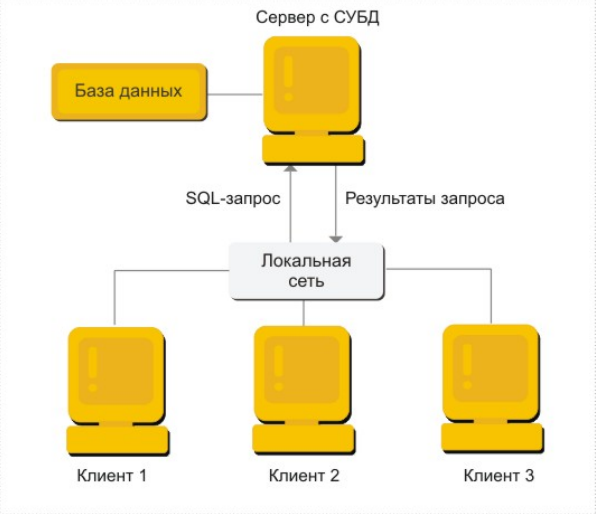 Сервер с СУБД
База данных
SQL-запрос
Результаты запроса
Локальная
сеть
Клиент 1
Клиент 2
Клиент 3